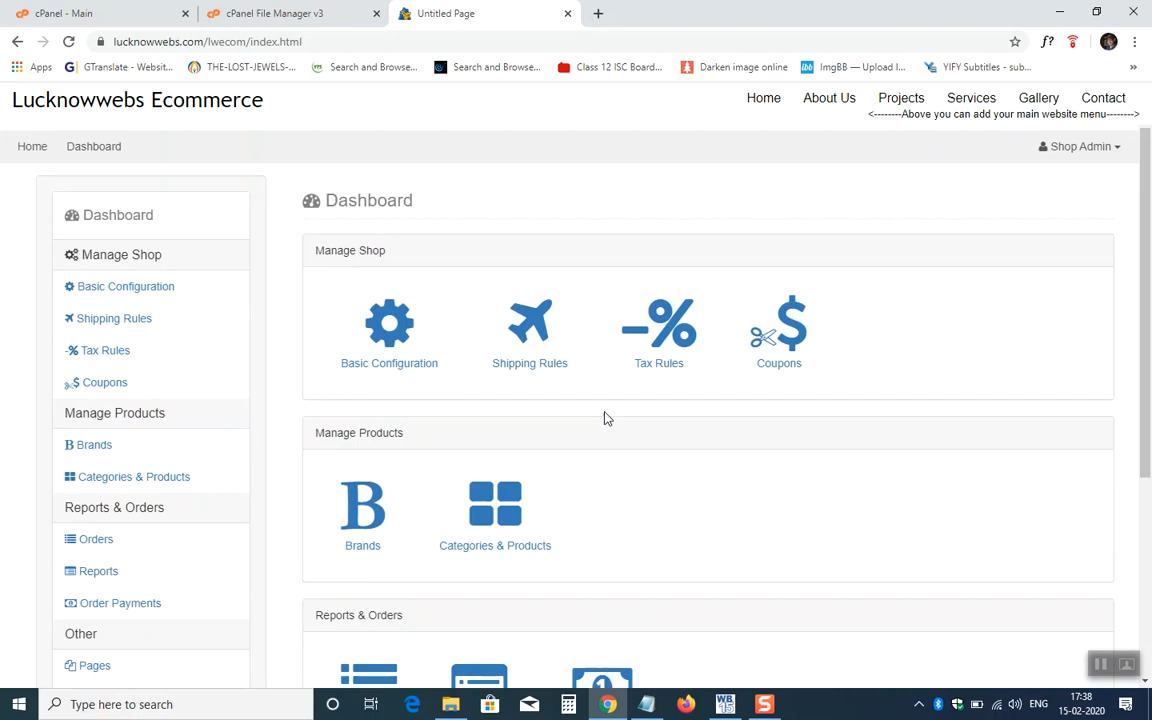 cPanel - Main
cPanel File Manager v3
Untitled Page
lucknowwebs.com/lwecom/index.html
Apps
GTranslate - Websit...
THE-LOST-JEWELS-...
Search and Browse...
Search and Browse...
Class 12 ISC Board...
Darken image online
ImgBB — Upload I...
YIFY Subtitles - sub...
Lucknowwebs Ecommerce
Home About Us Projects Services Gallery Contact
<--------Above you can add your main website menu------->
Home Dashboard
Shop Admin
Dashboard
Manage Shop
Basic Configuration
Shipping Rules
-% Tax Rules
Coupons
Manage Products
B Brands
Categories & Products
Reports & Orders
Orders
Reports
Order Payments
Other
Pages
Dashboard
Manage Shop
Basic Configuration
Shipping Rules
Tax Rules
Coupons
Manage Products
Brands
Categories & Products
Reports & Orders
Type here to search
ENG
17:38
15-02-2020